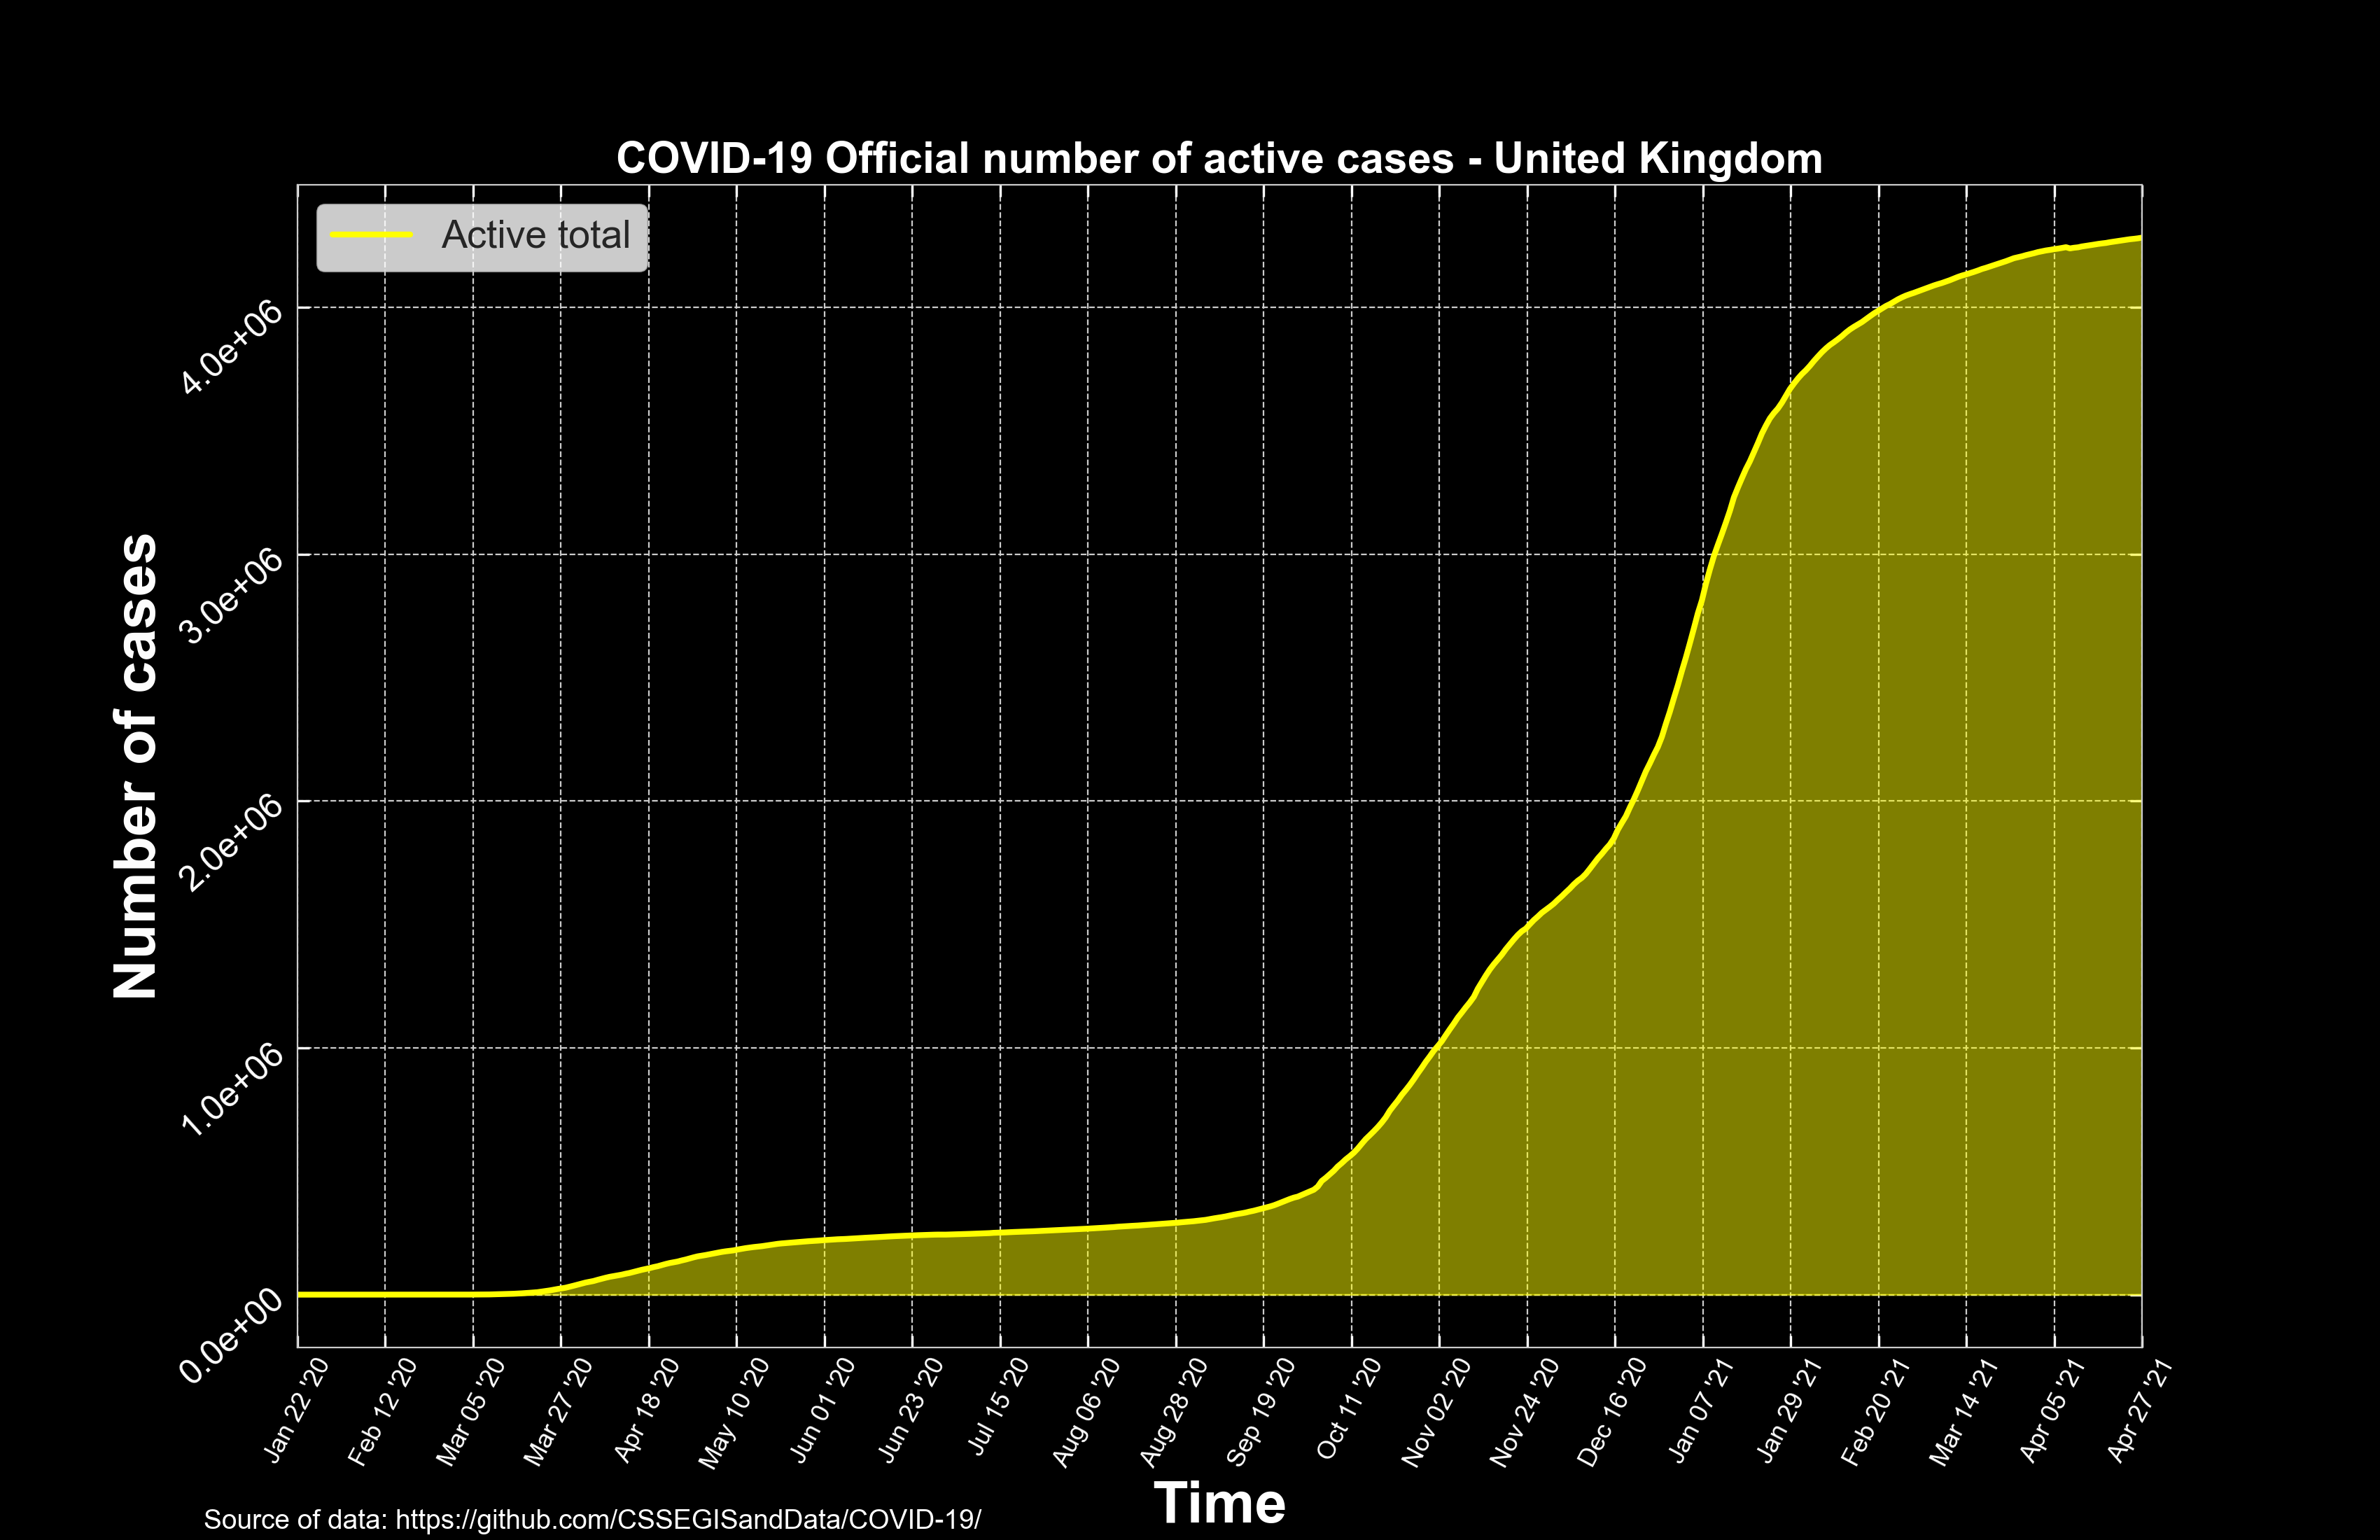 COVID-19 Official number of active cases - United Kingdom
Active total
Number of cases
4.0e+06
3.0e+06
2.0e+06
1.0e+06
0.0e+00
Jan 22 '20
Feb 12 '20
Mar 05 '20
Mar 27 '20
Apr 18 '20
May 10 '20
Jun 01 '20
Jun 23 '20
Jul 15 '20
Aug 06 '20
Aug 28 '20
Sep 19 '20
Oct 11 '20
Nov 02 '20
Nov 24 '20
Dec 16 '20
Jan 07 '21
Jan 29 '21
Feb 20 '21
Mar 14 '21
Apr 05 '21
Apr 27 '21
Time
Source of data: https://github.com/CSSEGISandData/COVID-19/